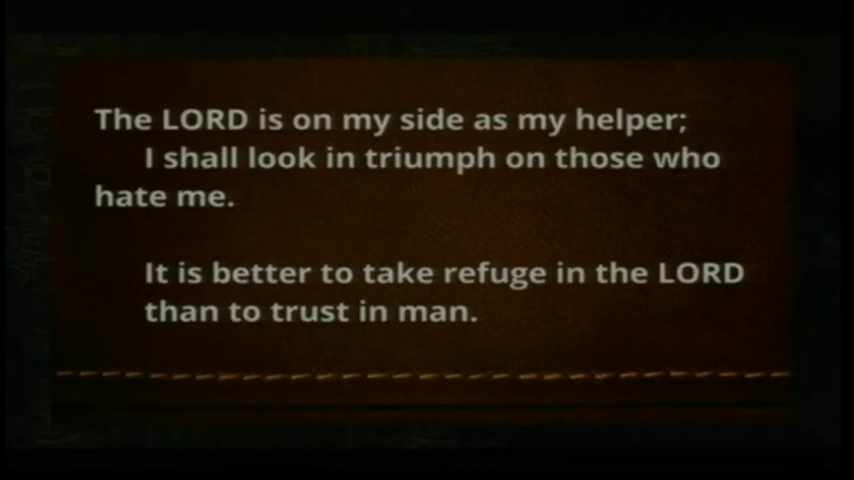 The LORD is on my side as my helper;
I shall look in triumph on those who
hate me.
It is better to take refuge in the LORD
than to trust in man.